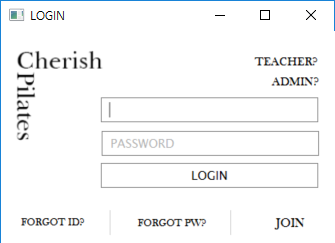 LOGIN
Cherish
Pilates
TEACHER?
ADMIN?
PASSWORD
LOGIN
FORGOT ID?
FORGOT PW?
JOIN